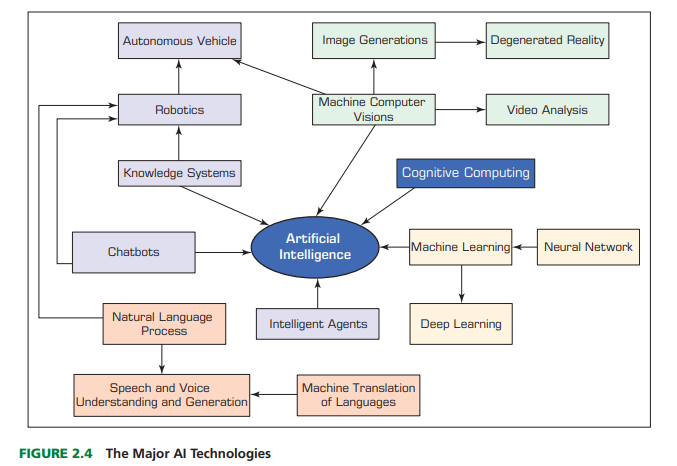 Autonomous Vehicle
Image Generations
Degenerated Reality
Robotics
Machine Computer
Visions
Video Analysis
Knowledge Systems
Cognitive Computing
Artificial
Intelligence
Chatbots
Machine Learning
Neural Network
Natural Language
Process
Intelligent Agents
Deep Learning
Speech and Voice
Understanding and Generation
Machine Translation
of Languages
FIGURE 2.4 The Major AI Technologies